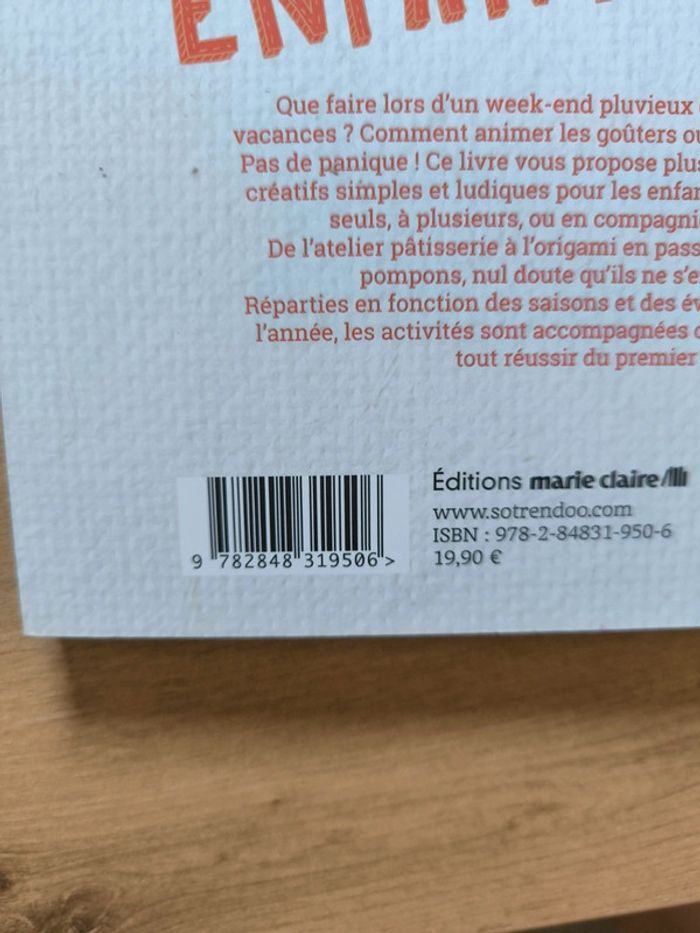 ENFAN
Que faire lors d'un week-end pluvieux
vacances ? Comment animer les goûters ou
Pas de panique ! Ce livre vous propose plus
créatifs simples et ludiques pour les enfan
seuls, à plusieurs, ou en compagni
De l'atelier pâtisserie à l'origami en pass
pompons, nul doute qu'ils ne s'e
Réparties en fonction des saisons et des év
l'année, les activités sont accompagnées
tout réussir du premier
Éditions marie claire
www.sotrendoo.com
ISBN : 978-2-84831-950-6
19,90 €
9 782848 319506 >